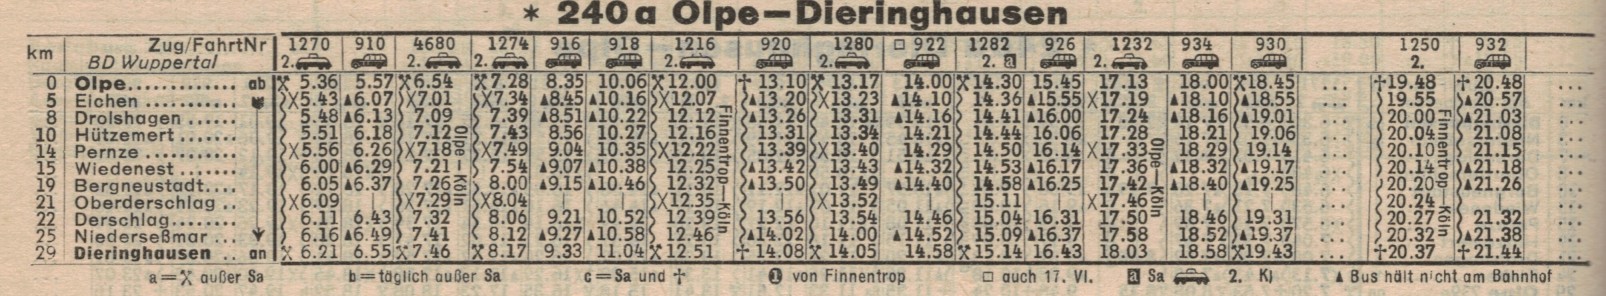 * 240a Olpe—Dieringhausen
km Zug/FahrtNr 1270 910 4680 1274 916 918 1216 920 1280 □ 922 1282 926 1232 934 930 1250 932
BD Wuppertal 2. 2. 2. 2. 2. 2. a 2. 2.
0 Olpe............. ab ⚒ 5.36 5.57 ⚒ 6.54 ⚒ 7.28 8.35 10.06 ⚒ 12.00 † 13.10 ⚒ 13.17 14.00 ⚒ 14.30 15.45 17.13 18.00 ⚒ 18.45 ... † 19.48 † 20.48 ...
5 Eichen ............ X 5.43 ▲6.07 X 7.01 X 7.34 ▲8.45 ▲10.16 X 12.07 ▲13.20 X 13.23 ▲14.10 14.36 ▲15.55 X 17.19 ▲18.10 ▲18.55 ... 19.55 ▲20.57 ...
8 Drolshagen ...... 5.48 ▲6.13 7.09 7.39 ▲8.51 ▲10.22 12.12 ▲13.26 13.31 ▲14.16 14.41 ▲16.00 17.24 ▲18.16 ▲19.01 ... 20.00 ▲21.03 ...
10 Hützemert ....... 5.51 6.18 7.12 7.43 8.56 10.27 12.16 13.31 13.34 14.21 14.44 16.06 17.28 18.21 19.06 ... 20.04 21.08 ...
14 Pernze ........... X 5.56 6.26 X 7.18 X 7.49 9.04 10.35 X 12.22 13.39 X 13.40 14.29 14.50 16.14 X 17.33 18.29 19.14 ... 20.10 21.15 ...
15 Wiedenest ....... 6.00 ▲6.29 7.21 7.54 ▲9.07 ▲10.38 12.25 ▲13.42 13.43 ▲14.32 14.53 ▲16.17 17.36 ▲18.32 ▲19.17 ... 20.14 ▲21.18 ...
19 Bergneustadt.... 6.05 ▲6.37 7.26 8.00 ▲9.15 ▲10.46 12.32 ▲13.50 13.49 ▲14.40 14.58 ▲16.25 17.42 ▲18.40 ▲19.25 ... 20.20 ▲21.26 ...
21 Oberderschlag .. X 6.09 | X 7.29 X 8.04 | | X 12.35 | X 13.52 | 15.11 | X 17.46 | | ... 20.24 | ...
22 Derschlag........ 6.11 6.43 7.32 8.06 9.21 10.52 12.39 13.56 13.54 14.46 15.04 16.31 17.50 18.46 19.31 ... 20.27 21.32 ...
25 Niederseßmar ... 6.16 ▲6.49 7.41 8.12 ▲9.27 ▲10.58 12.46 ▲14.02 14.00 ▲14.52 15.09 ▲16.37 17.58 18.52 ▲19.37 ... 20.32 ▲21.38 ...
29 Dieringhausen .. an ⚒ 6.21 6.55 ⚒ 7.46 ⚒ 8.17 9.33 11.04 ⚒ 12.51 † 14.08 ⚒ 14.05 14.58 ⚒ 15.14 16.43 18.03 18.58 ⚒ 19.43 ... † 20.37 † 21.44 ...
Olpe—Köln
Finnentrop—Köln
Olpe—Köln
Finnentrop—Köln
a = ⚒ außer Sa b = täglich außer Sa c = Sa und † ❶ von Finnentrop □ auch 17. VI. a Sa 2. Kl ▲ Bus hält nicht am Bahnhof